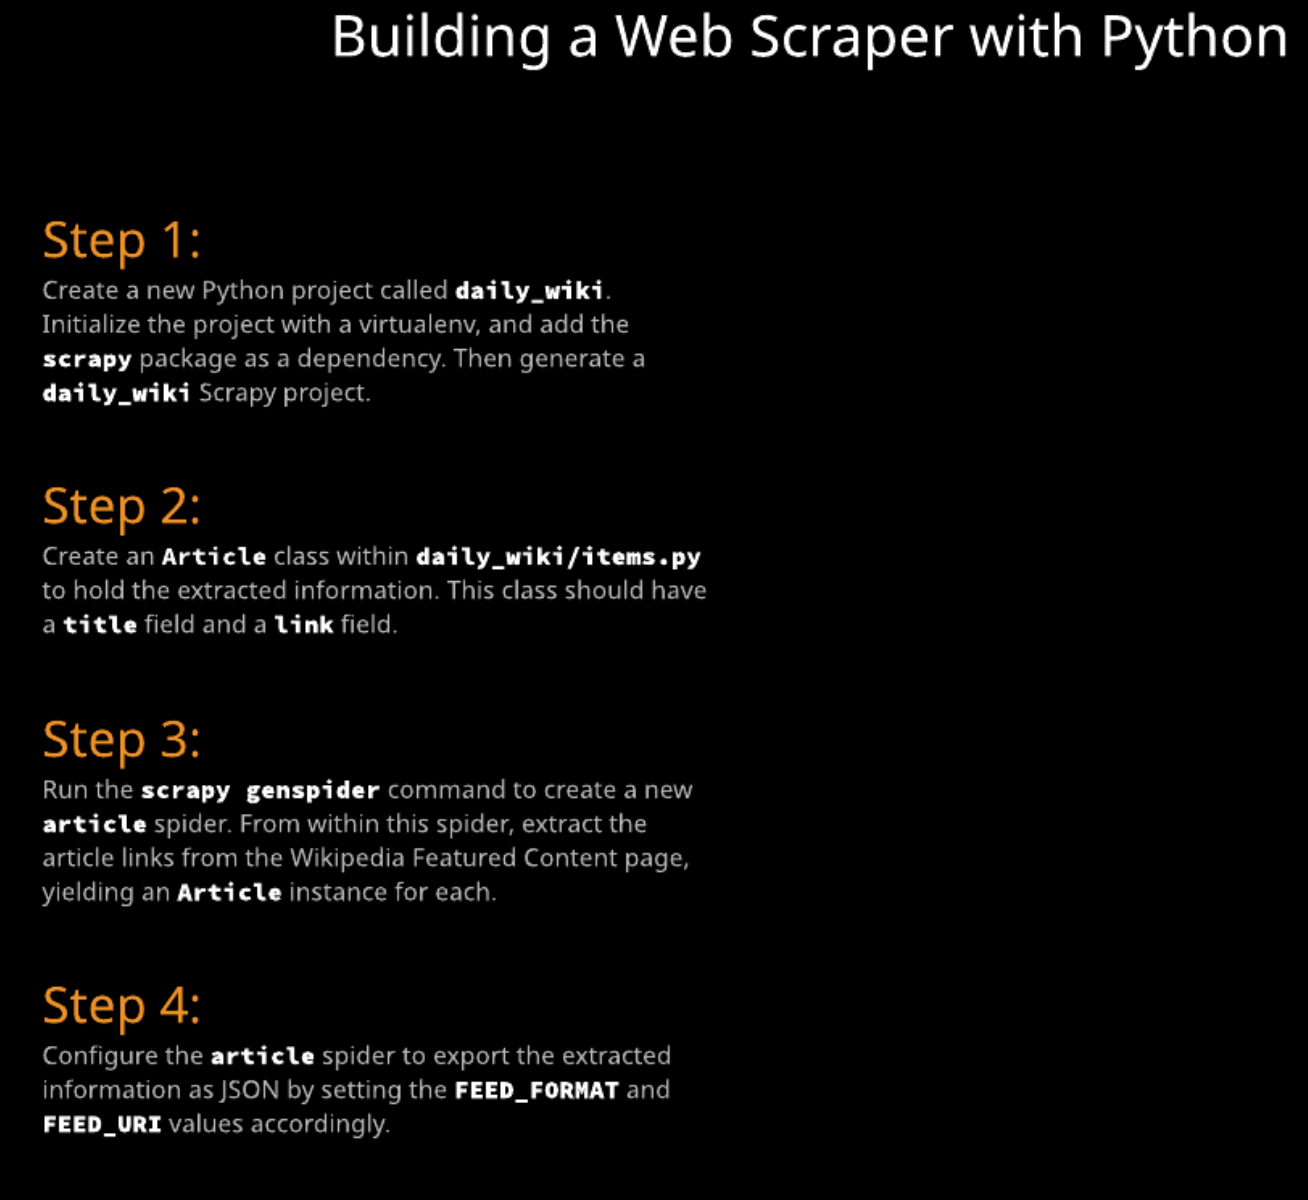 Building a Web Scraper with Python
Step 1:
Create a new Python project called daily_wiki.
Initialize the project with a virtualenv, and add the
scrapy package as a dependency. Then generate a
daily_wiki Scrapy project.
Step 2:
Create an Article class within daily_wiki/items.py
to hold the extracted information. This class should have
a title field and a link field.
Step 3:
Run the scrapy genspider command to create a new
article spider. From within this spider, extract the
article links from the Wikipedia Featured Content page,
yielding an Article instance for each.
Step 4:
Configure the article spider to export the extracted
information as JSON by setting the FEED_FORMAT and
FEED_URI values accordingly.